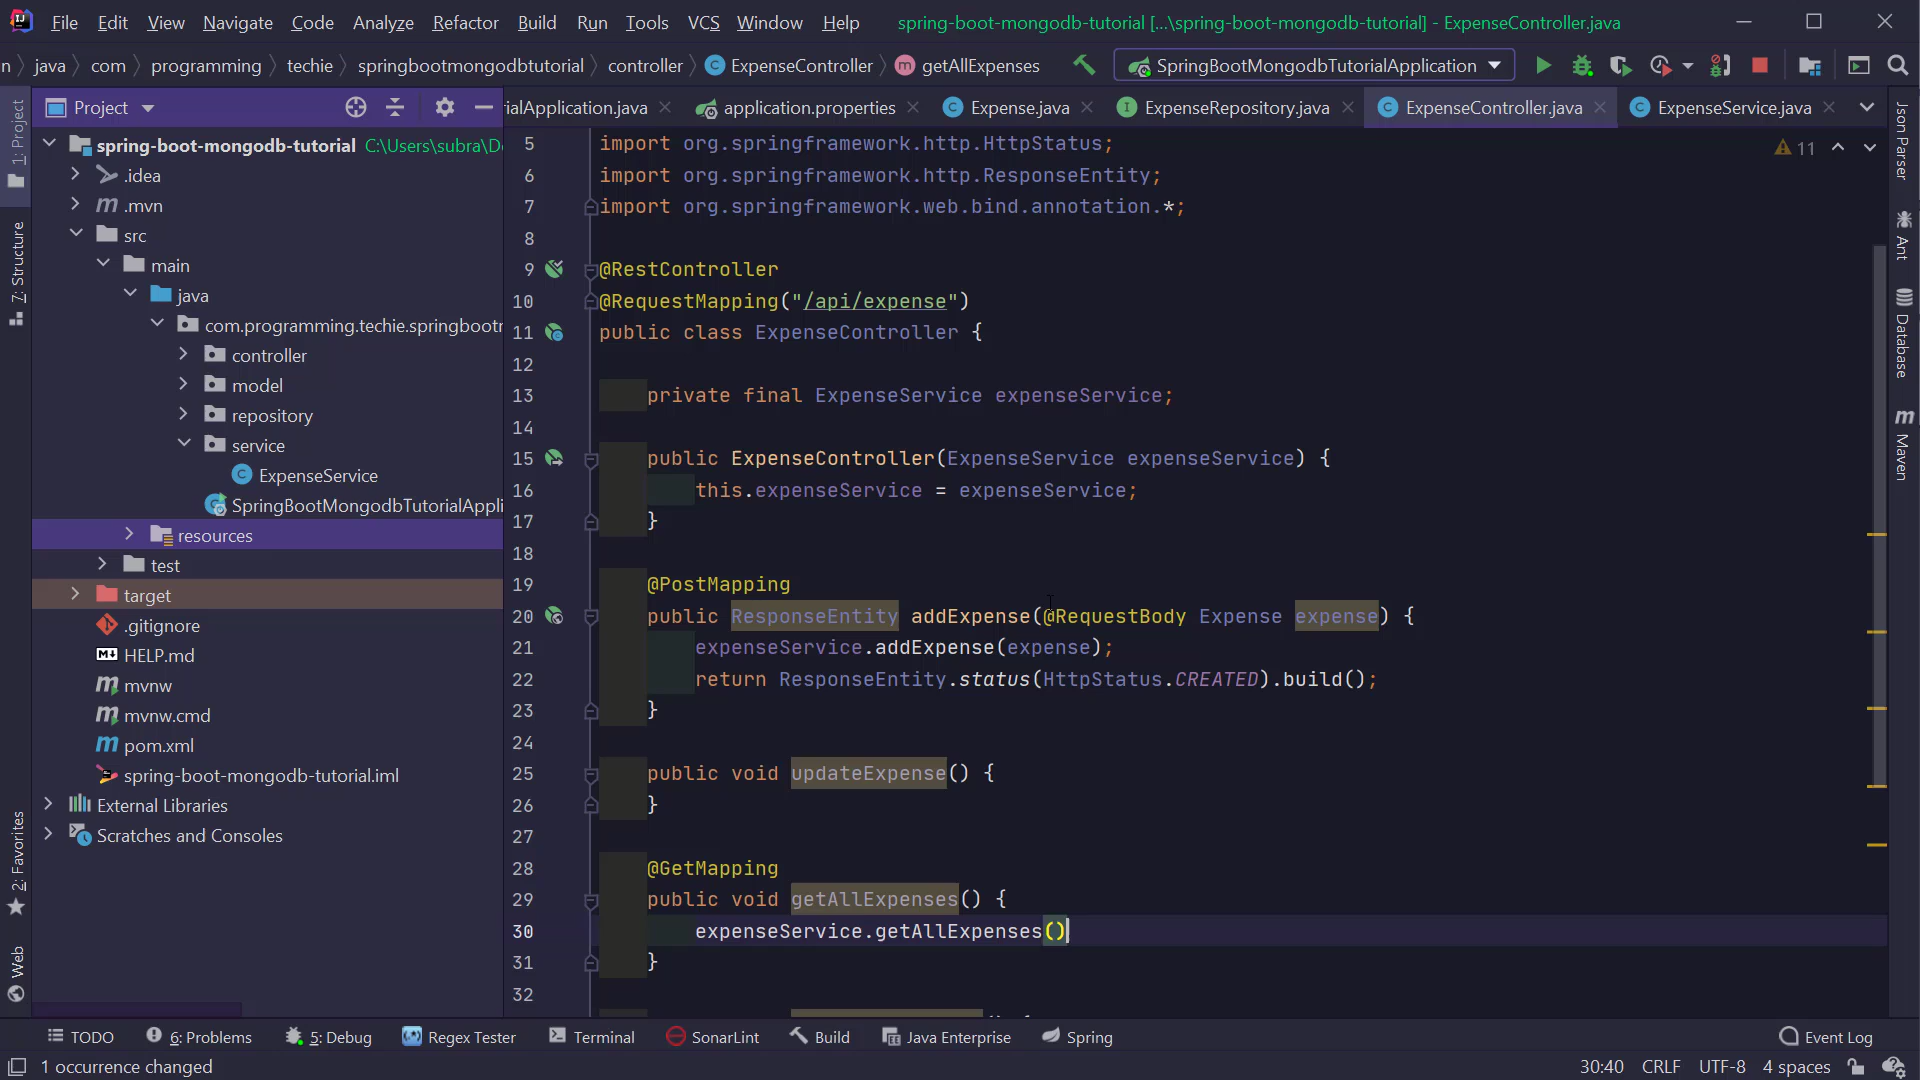 File Edit View Navigate Code Analyze Refactor Build Run Tools VCS Window Help spring-boot-mongodb-tutorial [...\spring-boot-mongodb-tutorial] - ExpenseController.java
n java com programming techie springbootmongodbtutorial controller ExpenseController getAllExpenses SpringBootMongodbTutorialApplication
Project rialApplication.java application.properties Expense.java ExpenseRepository.java ExpenseController.java ExpenseService.java
1: Project
7: Structure
2: Favorites
Web
spring-boot-mongodb-tutorial C:\Users\subra\De
.idea
.mvn
src
main
java
com.programming.techie.springbootr
controller
model
repository
service
ExpenseService
SpringBootMongodbTutorialAppli
resources
test
target
.gitignore
HELP.md
mvnw
mvnw.cmd
pom.xml
spring-boot-mongodb-tutorial.iml
External Libraries
Scratches and Consoles
11
5 import org.springframework.http.HttpStatus;
6 import org.springframework.http.ResponseEntity;
7 import org.springframework.web.bind.annotation.*;
8
9 @RestController
10 @RequestMapping("/api/expense")
11 public class ExpenseController {
12
13 private final ExpenseService expenseService;
14
15 public ExpenseController(ExpenseService expenseService) {
16 this.expenseService = expenseService;
17 }
18
19 @PostMapping
20 public ResponseEntity addExpense(@RequestBody Expense expense) {
21 expenseService.addExpense(expense);
22 return ResponseEntity.status(HttpStatus.CREATED).build();
23 }
24
25 public void updateExpense() {
26 }
27
28 @GetMapping
29 public void getAllExpenses() {
30 expenseService.getAllExpenses()
31 }
32
Json Parser
Ant
Database
Maven
TODO 6: Problems 5: Debug Regex Tester Terminal SonarLint Build Java Enterprise Spring Event Log
1 occurrence changed 30:40 CRLF UTF-8 4 spaces